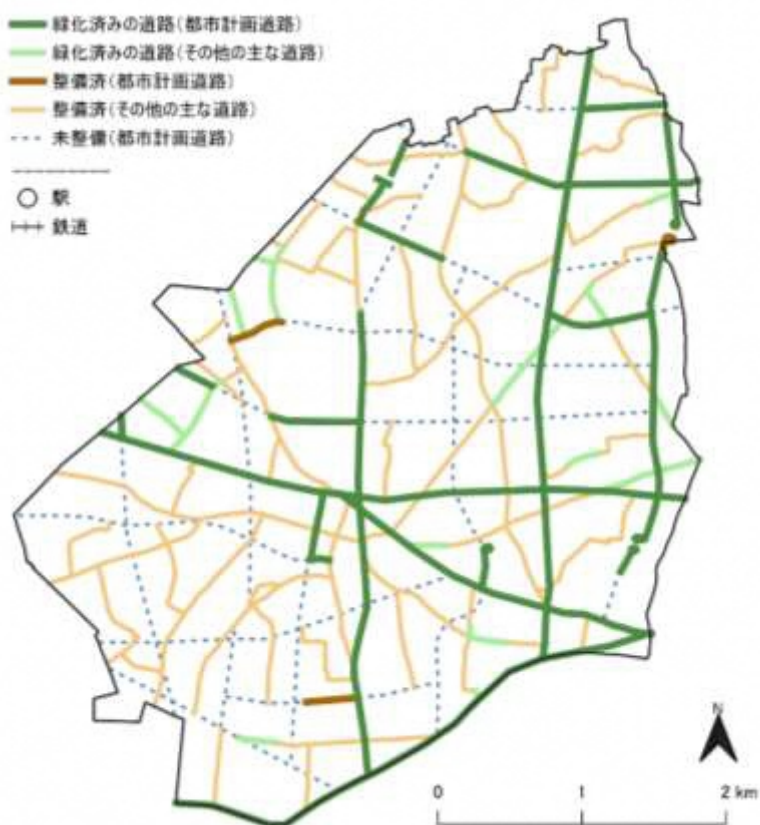 緑化済みの道路(都市計画道路)
緑化済みの道路(その他の主な道路)
整備済(都市計画道路)
整備済(その他の主な道路)
未整備(都市計画道路)
駅
鉄道
N
0 1 2 km